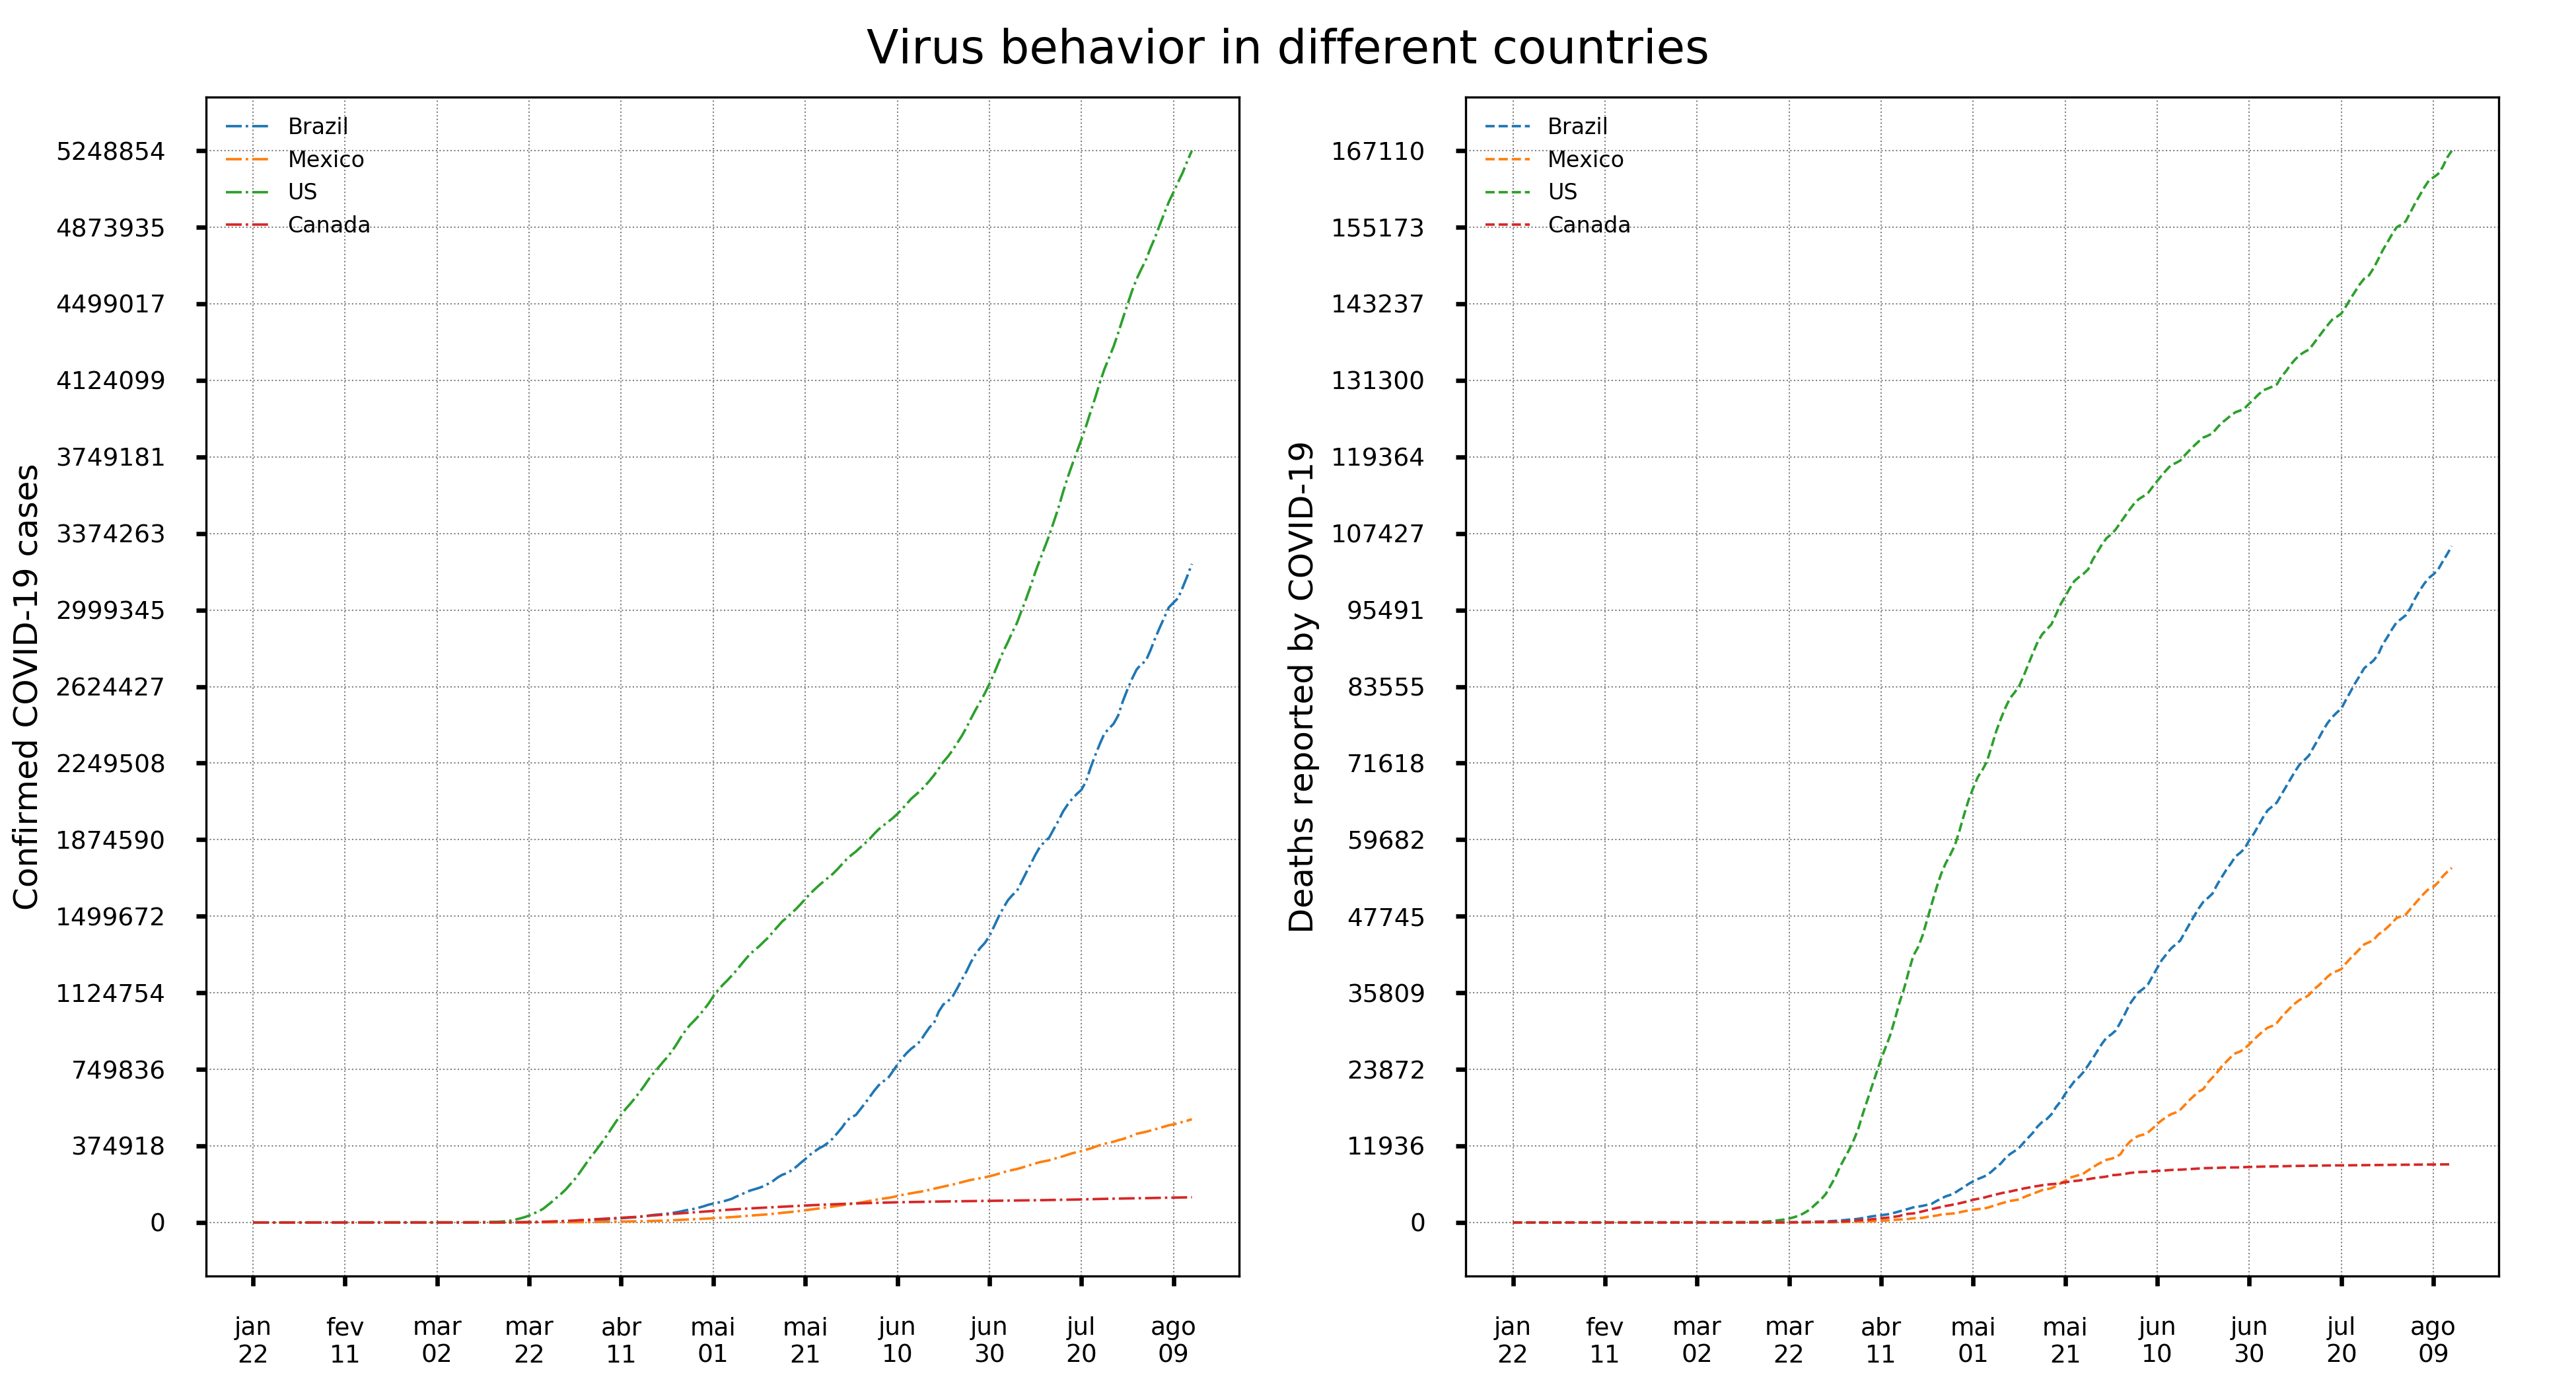 Virus behavior in different countries
Confirmed COVID-19 cases
Brazil
Mexico
US
Canada
5248854
4873935
4499017
4124099
3749181
3374263
2999345
2624427
2249508
1874590
1499672
1124754
749836
374918
0
jan fev mar mar abr mai mai jun jun jul ago
22 11 02 22 11 01 21 10 30 20 09
Deaths reported by COVID-19
Brazil
Mexico
US
Canada
167110
155173
143237
131300
119364
107427
95491
83555
71618
59682
47745
35809
23872
11936
0
jan fev mar mar abr mai mai jun jun jul ago
22 11 02 22 11 01 21 10 30 20 09